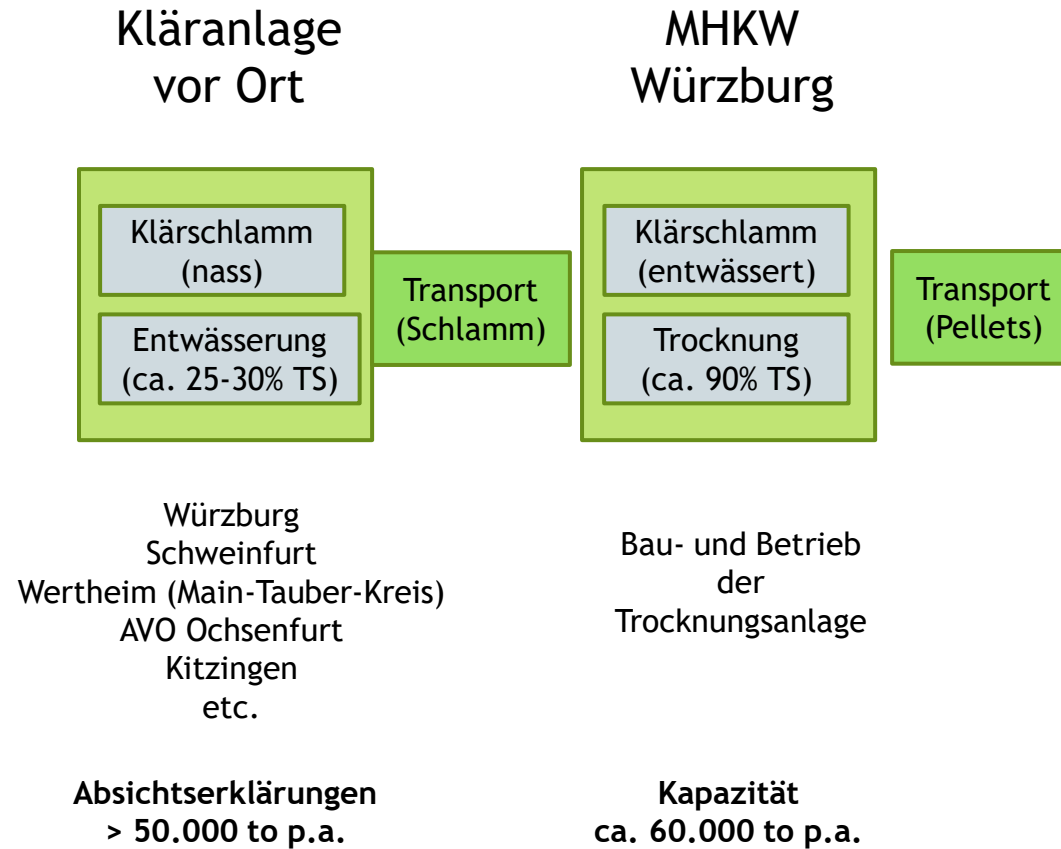 Kläranlage
vor Ort
MHKW
Würzburg
Klärschlamm
(nass)
Entwässerung
(ca. 25-30% TS)
Transport
(Schlamm)
Klärschlamm
(entwässert)
Trocknung
(ca. 90% TS)
Transport
(Pellets)
Würzburg
Schweinfurt
Wertheim (Main-Tauber-Kreis)
AVO Ochsenfurt
Kitzingen
etc.
Bau- und Betrieb
der
Trocknungsanlage
Absichtserklärungen
> 50.000 to p.a.
Kapazität
ca. 60.000 to p.a.